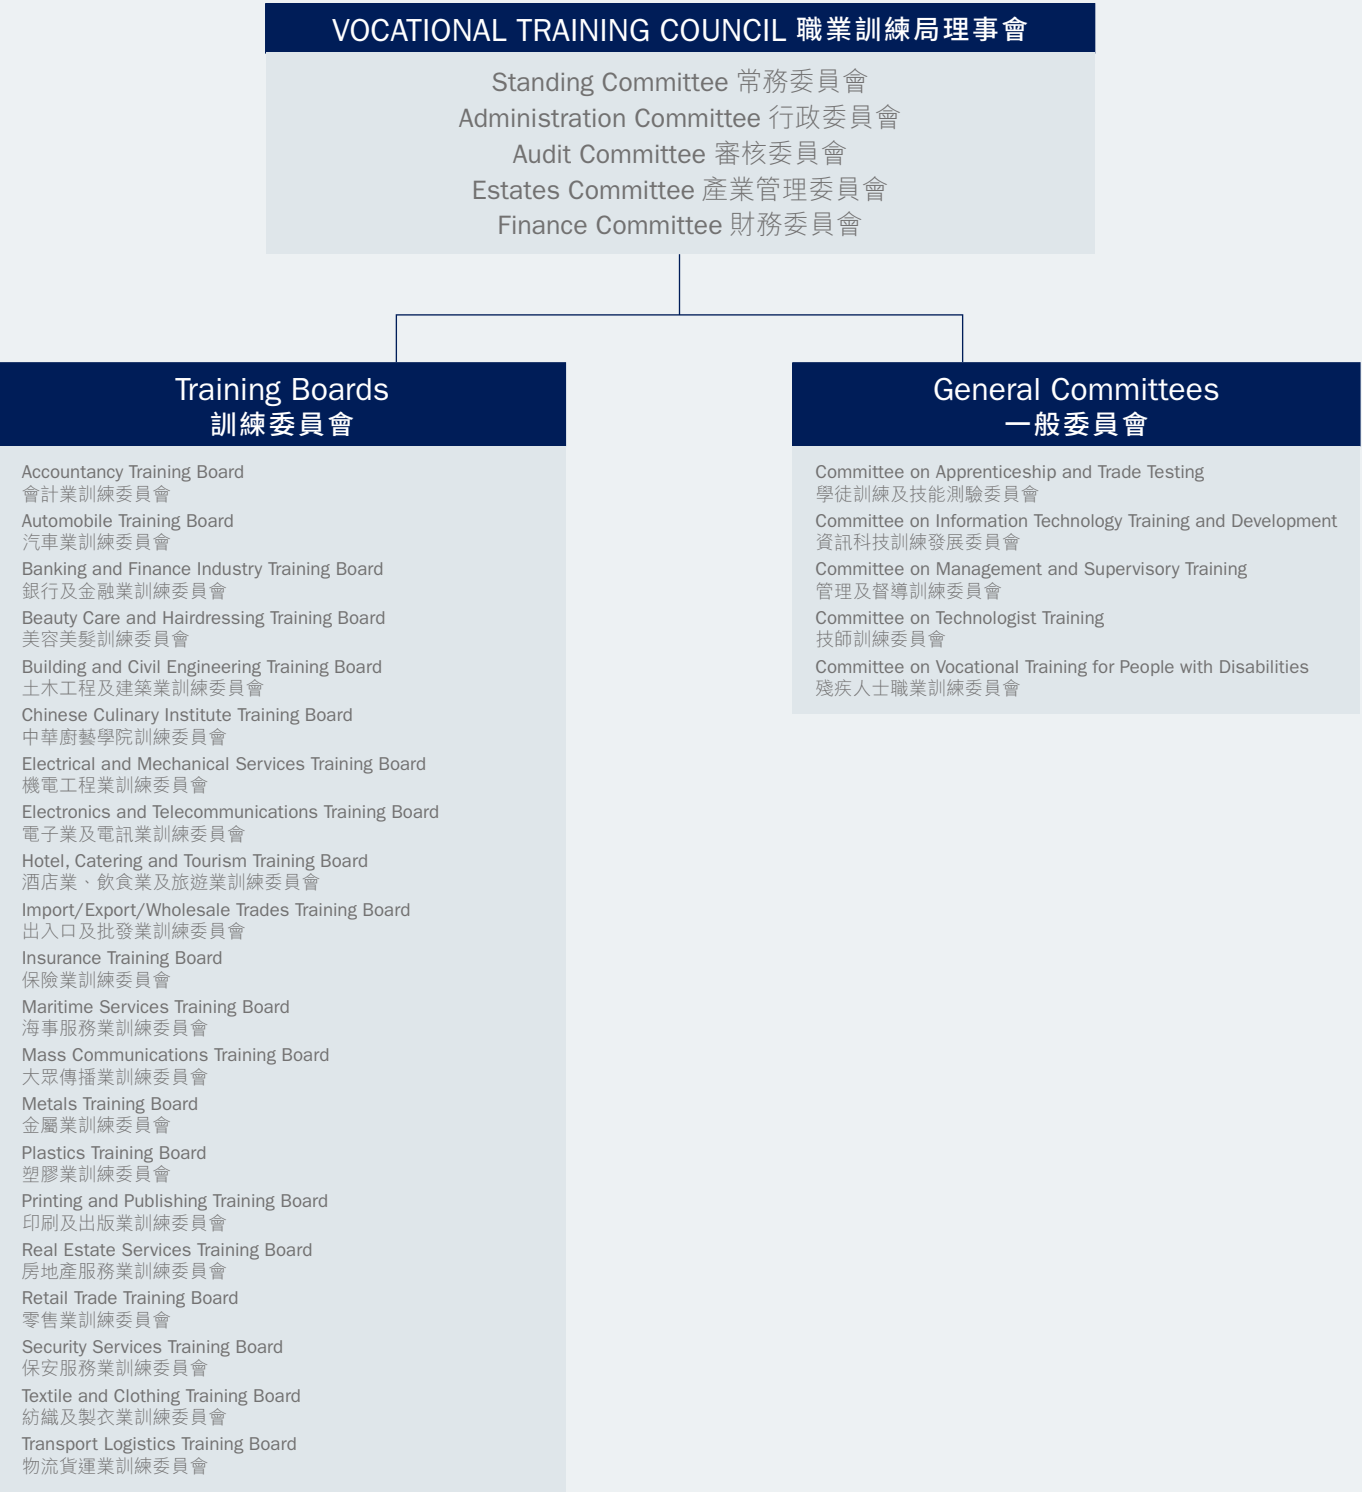 VOCATIONAL TRAINING COUNCIL 職業訓練局理事會
Standing Committee 常務委員會
Administration Committee 行政委員會
Audit Committee 審核委員會
Estates Committee 產業管理委員會
Finance Committee 財務委員會
Training Boards
訓練委員會
Accountancy Training Board
會計業訓練委員會
Automobile Training Board
汽車業訓練委員會
Banking and Finance Industry Training Board
銀行及金融業訓練委員會
Beauty Care and Hairdressing Training Board
美容美髮訓練委員會
Building and Civil Engineering Training Board
土木工程及建築業訓練委員會
Chinese Culinary Institute Training Board
中華廚藝學院訓練委員會
Electrical and Mechanical Services Training Board
機電工程業訓練委員會
Electronics and Telecommunications Training Board
電子業及電訊業訓練委員會
Hotel, Catering and Tourism Training Board
酒店業、飲食業及旅遊業訓練委員會
Import/Export/Wholesale Trades Training Board
出入口及批發業訓練委員會
Insurance Training Board
保險業訓練委員會
Maritime Services Training Board
海事服務業訓練委員會
Mass Communications Training Board
大眾傳播業訓練委員會
Metals Training Board
金屬業訓練委員會
Plastics Training Board
塑膠業訓練委員會
Printing and Publishing Training Board
印刷及出版業訓練委員會
Real Estate Services Training Board
房地產服務業訓練委員會
Retail Trade Training Board
零售業訓練委員會
Security Services Training Board
保安服務業訓練委員會
Textile and Clothing Training Board
紡織及製衣業訓練委員會
Transport Logistics Training Board
物流貨運業訓練委員會
General Committees
一般委員會
Committee on Apprenticeship and Trade Testing
學徒訓練及技能測驗委員會
Committee on Information Technology Training and Development
資訊科技訓練發展委員會
Committee on Management and Supervisory Training
管理及督導訓練委員會
Committee on Technologist Training
技師訓練委員會
Committee on Vocational Training for People with Disabilities
殘疾人士職業訓練委員會